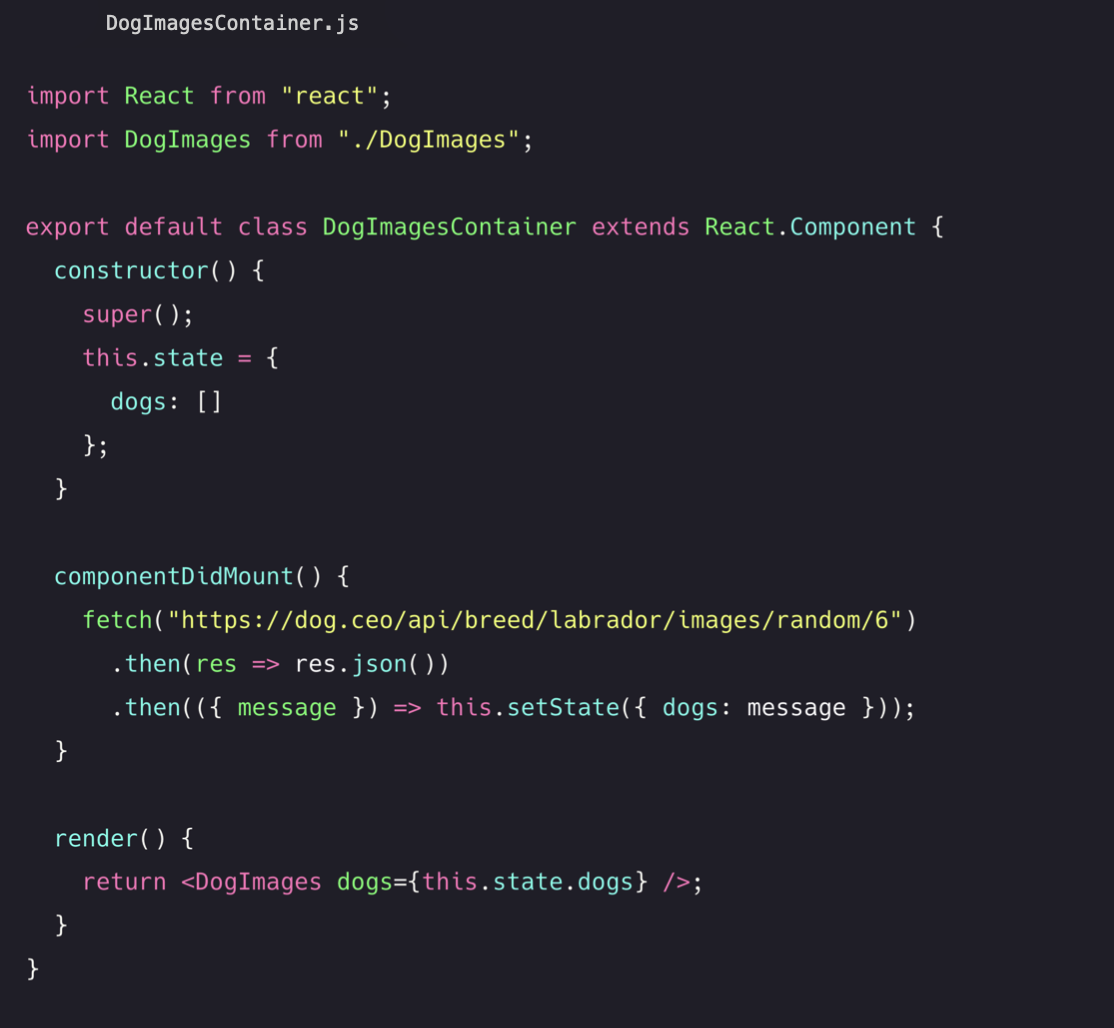 DogImagesContainer.js
import React from "react";
import DogImages from "./DogImages";
export default class DogImagesContainer extends React.Component {
  constructor() {
    super();
    this.state = {
      dogs: []
    };
  }
  componentDidMount() {
    fetch("https://dog.ceo/api/breed/labrador/images/random/6")
      .then(res => res.json())
      .then(({ message }) => this.setState({ dogs: message }));
  }
  render() {
    return <DogImages dogs={this.state.dogs} />;
  }
}